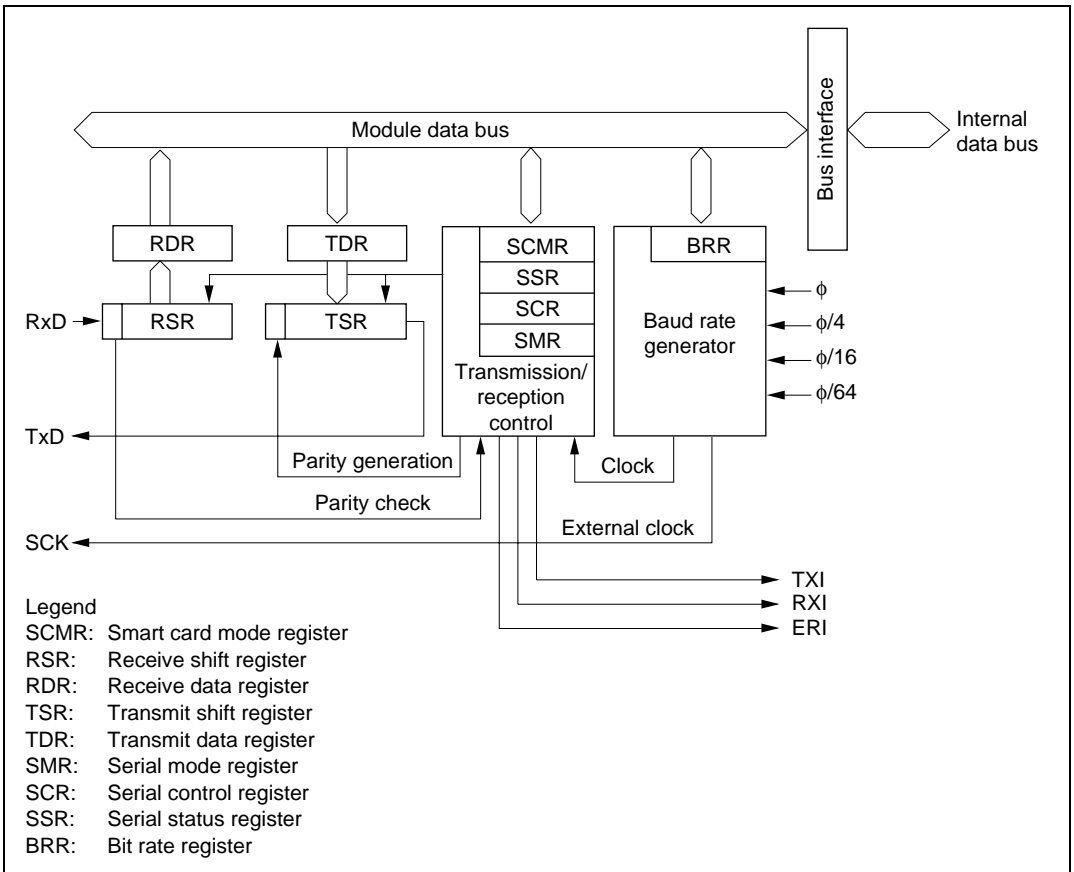 Module data bus
Bus interface
Internal
data bus
RDR
TDR
SCMR
SSR
SCR
SMR
Transmission/
reception
control
BRR
Baud rate
generator
ϕ
ϕ/4
ϕ/16
ϕ/64
RxD
RSR
TSR
TxD
Parity generation
Parity check
Clock
External clock
SCK
TXI
RXI
ERI
Legend
SCMR: Smart card mode register
RSR: Receive shift register
RDR: Receive data register
TSR: Transmit shift register
TDR: Transmit data register
SMR: Serial mode register
SCR: Serial control register
SSR: Serial status register
BRR: Bit rate register